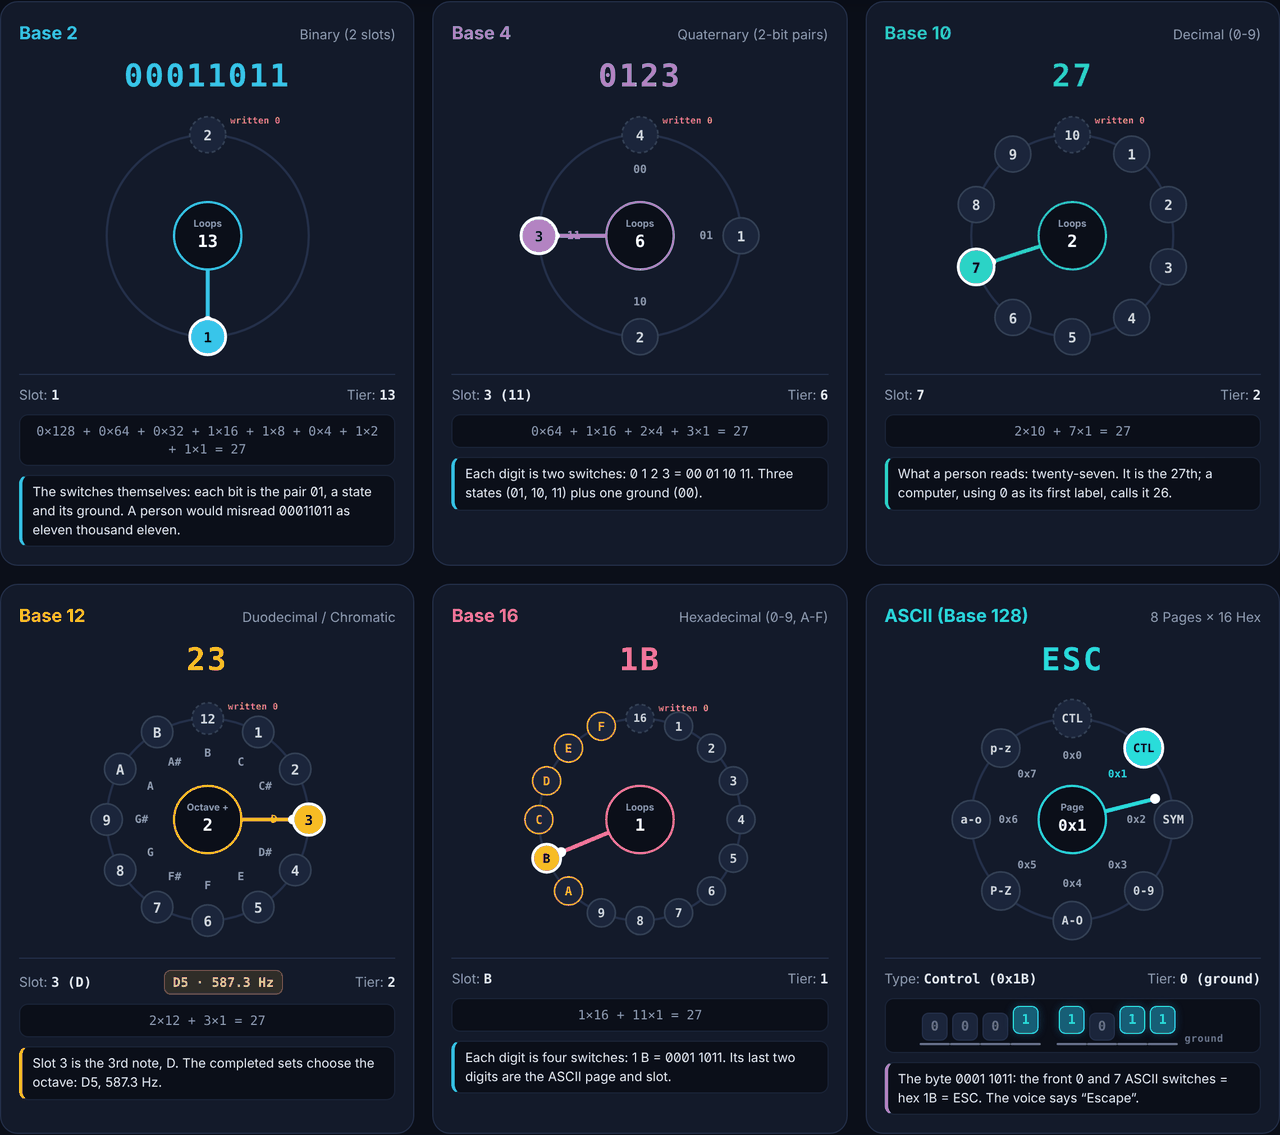 Base 2
Binary (2 slots)
00011011
2
written 0
Loops
13
1
Slot: 1
Tier: 13
0×128 + 0×64 + 0×32 + 1×16 + 1×8 + 0×4 + 1×2
+ 1×1 = 27
The switches themselves: each bit is the pair 01, a state
and its ground. A person would misread 00011011 as
eleven thousand eleven.
Base 4
Quaternary (2-bit pairs)
0123
4
written 0
00
3
11
Loops
6
01
1
10
2
Slot: 3 (11)
Tier: 6
0×64 + 1×16 + 2×4 + 3×1 = 27
Each digit is two switches: 0 1 2 3 = 00 01 10 11. Three
states (01, 10, 11) plus one ground (00).
Base 10
Decimal (0-9)
27
10
written 0
9
1
8
2
Loops
2
7
3
6
4
5
Slot: 7
Tier: 2
2×10 + 7×1 = 27
What a person reads: twenty-seven. It is the 27th; a
computer, using 0 as its first label, calls it 26.
Base 12
Duodecimal / Chromatic
23
12
written 0
B
1
A#
B
C
A
2
A
C#
Octave +
2
9
G#
D
3
G
D#
8
4
F#
F
E
7
5
6
Slot: 3 (D)
D5 · 587.3 Hz
Tier: 2
2×12 + 3×1 = 27
Slot 3 is the 3rd note, D. The completed sets choose the
octave: D5, 587.3 Hz.
Base 16
Hexadecimal (0-9, A-F)
1B
16
written 0
F
1
E
2
D
3
Loops
1
C
4
B
5
A
6
9
7
8
Slot: B
Tier: 1
1×16 + 11×1 = 27
Each digit is four switches: 1 B = 0001 1011. Its last two
digits are the ASCII page and slot.
ASCII (Base 128)
8 Pages × 16 Hex
ESC
CTL
p-z
0x0
CTL
0x7
0x1
Page
0x1
a-o
0x6
0x2
SYM
0x5
0x3
P-Z
0x4
0-9
A-O
Type: Control (0x1B)
Tier: 0 (ground)
0 0 0 1 1 0 1 1
ground
The byte 0001 1011: the front 0 and 7 ASCII switches =
hex 1B = ESC. The voice says “Escape”.